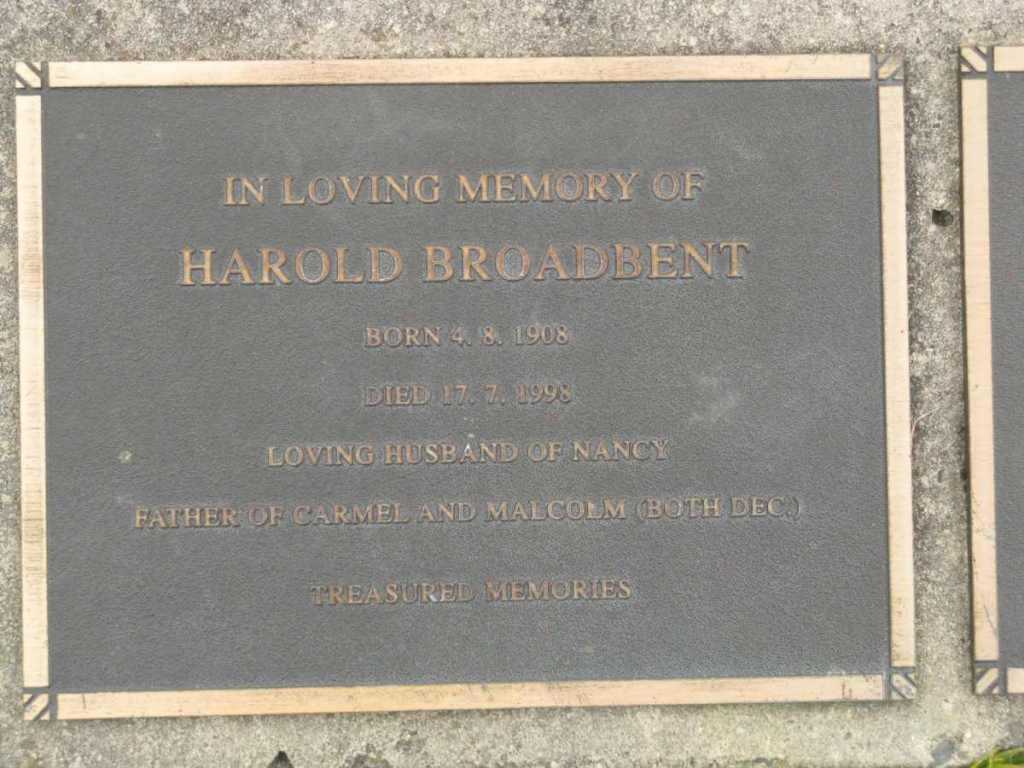 IN LOVING MEMORY OF
HAROLD BROADBENT
BORN 4. 8. 1908
DIED 17. 7. 1998
LOVING HUSBAND OF NANCY
FATHER OF CARMEL AND MALCOLM (BOTH DEC.)
TREASURED MEMORIES